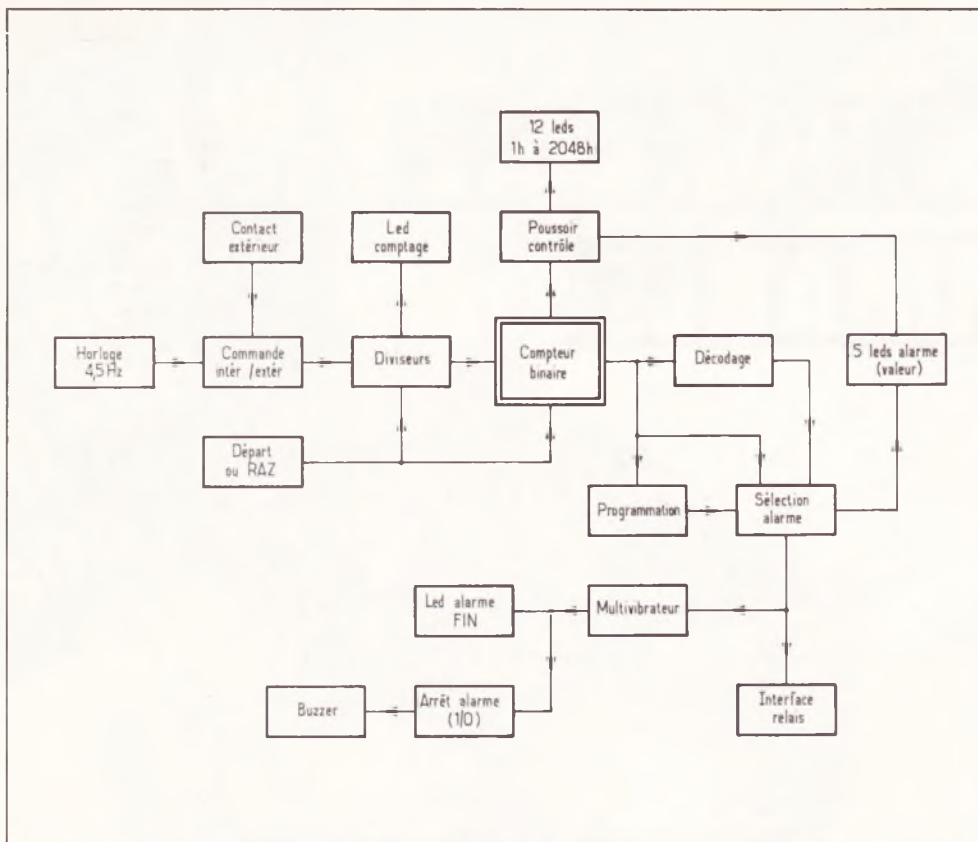 12 leds
1h à 2048h
Contact
extérieur
Led
comptage
Poussoir
contrôle
Horloge
4,5 Hz
Commande
intér /extér
Diviseurs
Compteur
binaire
Décodage
5 leds alarme
(valeur)
Départ
ou RAZ
Programmation
Sélection
alarme
Led alarme
FIN
Multivibrateur
Buzzer
Arrêt alarme
(1/0)
Interface
relais